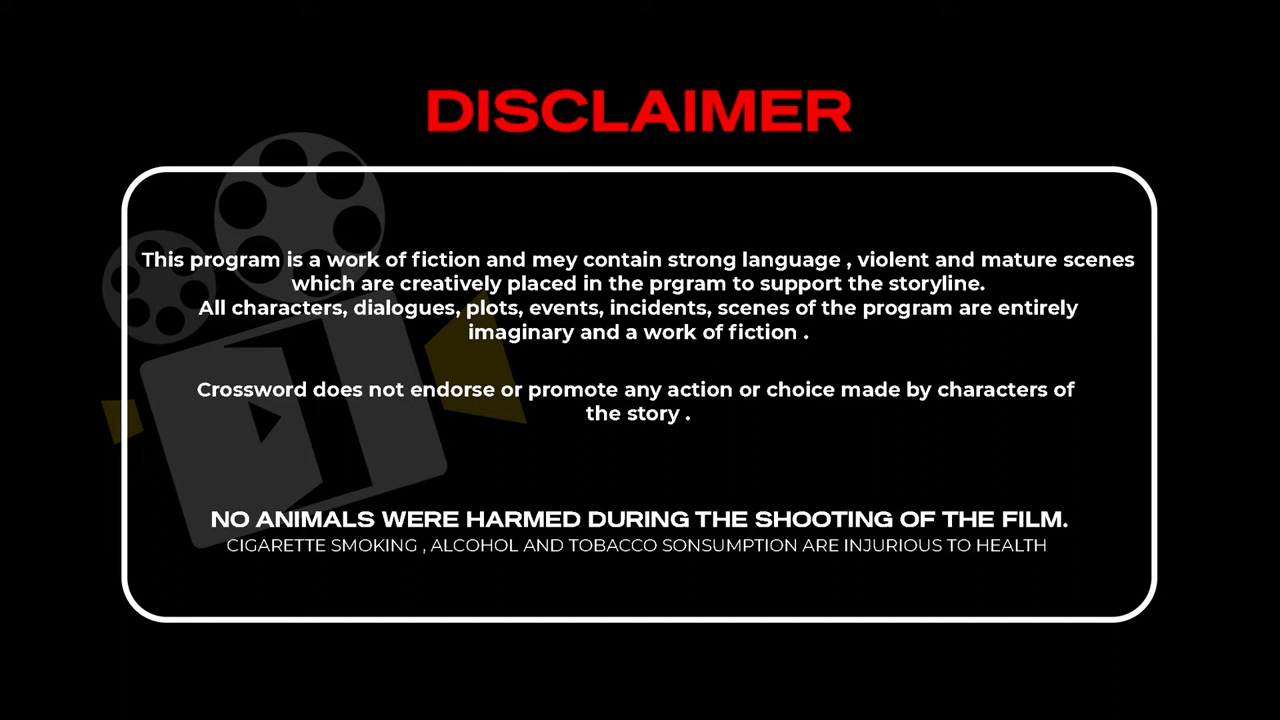 DISCLAIMER
This program is a work of fiction and mey contain strong language , violent and mature scenes
which are creatively placed in the prgram to support the storyline.
All characters, dialogues, plots, events, incidents, scenes of the program are entirely
imaginary and a work of fiction .
Crossword does not endorse or promote any action or choice made by characters of
the story .
NO ANIMALS WERE HARMED DURING THE SHOOTING OF THE FILM.
CIGARETTE SMOKING , ALCOHOL AND TOBACCO SONSUMPTION ARE INJURIOUS TO HEALTH